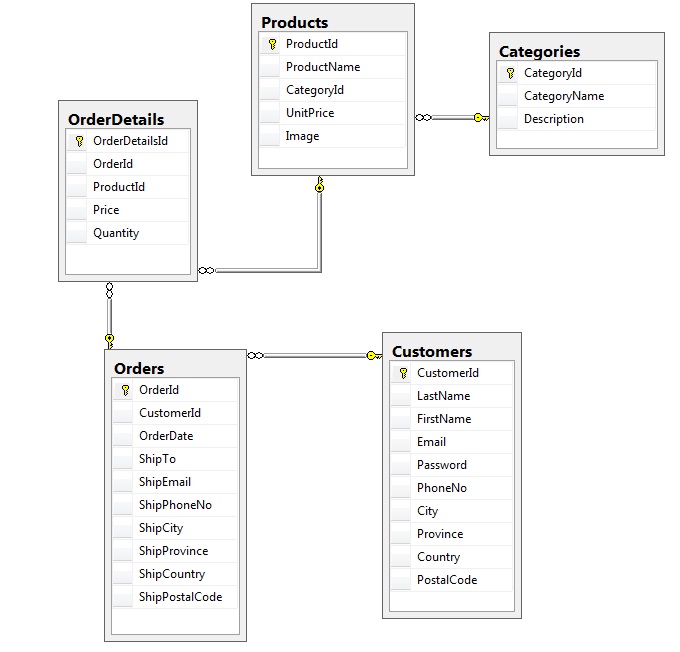 Products
ProductId
ProductName
CategoryId
UnitPrice
Image
Categories
CategoryId
CategoryName
Description
OrderDetails
OrderDetailsId
OrderId
ProductId
Price
Quantity
Orders
OrderId
CustomerId
OrderDate
ShipTo
ShipEmail
ShipPhoneNo
ShipCity
ShipProvince
ShipCountry
ShipPostalCode
Customers
CustomerId
LastName
FirstName
Email
Password
PhoneNo
City
Province
Country
PostalCode